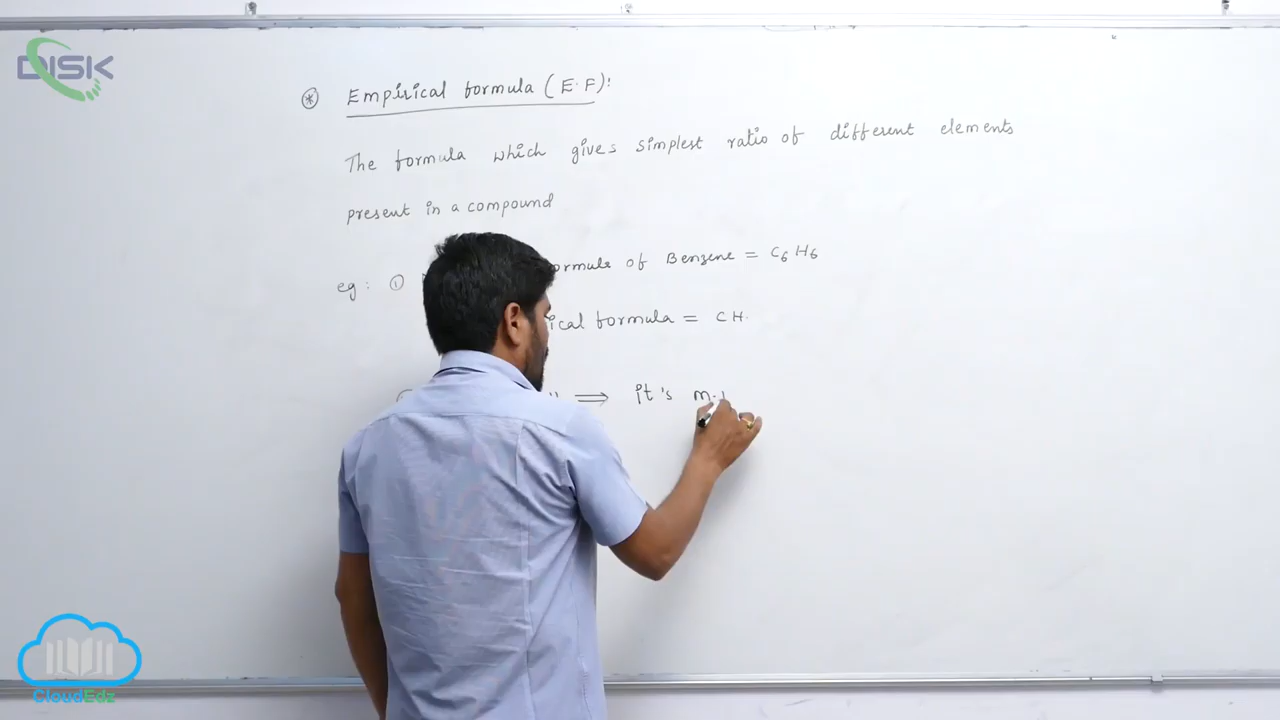 DISK
⊛ Empirical formula (E.F):
The formula which gives simplest ratio of different elements
present in a compound
eg: ① ormula of Benzene = C₆H₆
ical formula = CH.
⇒ it's m.
CloudEdz